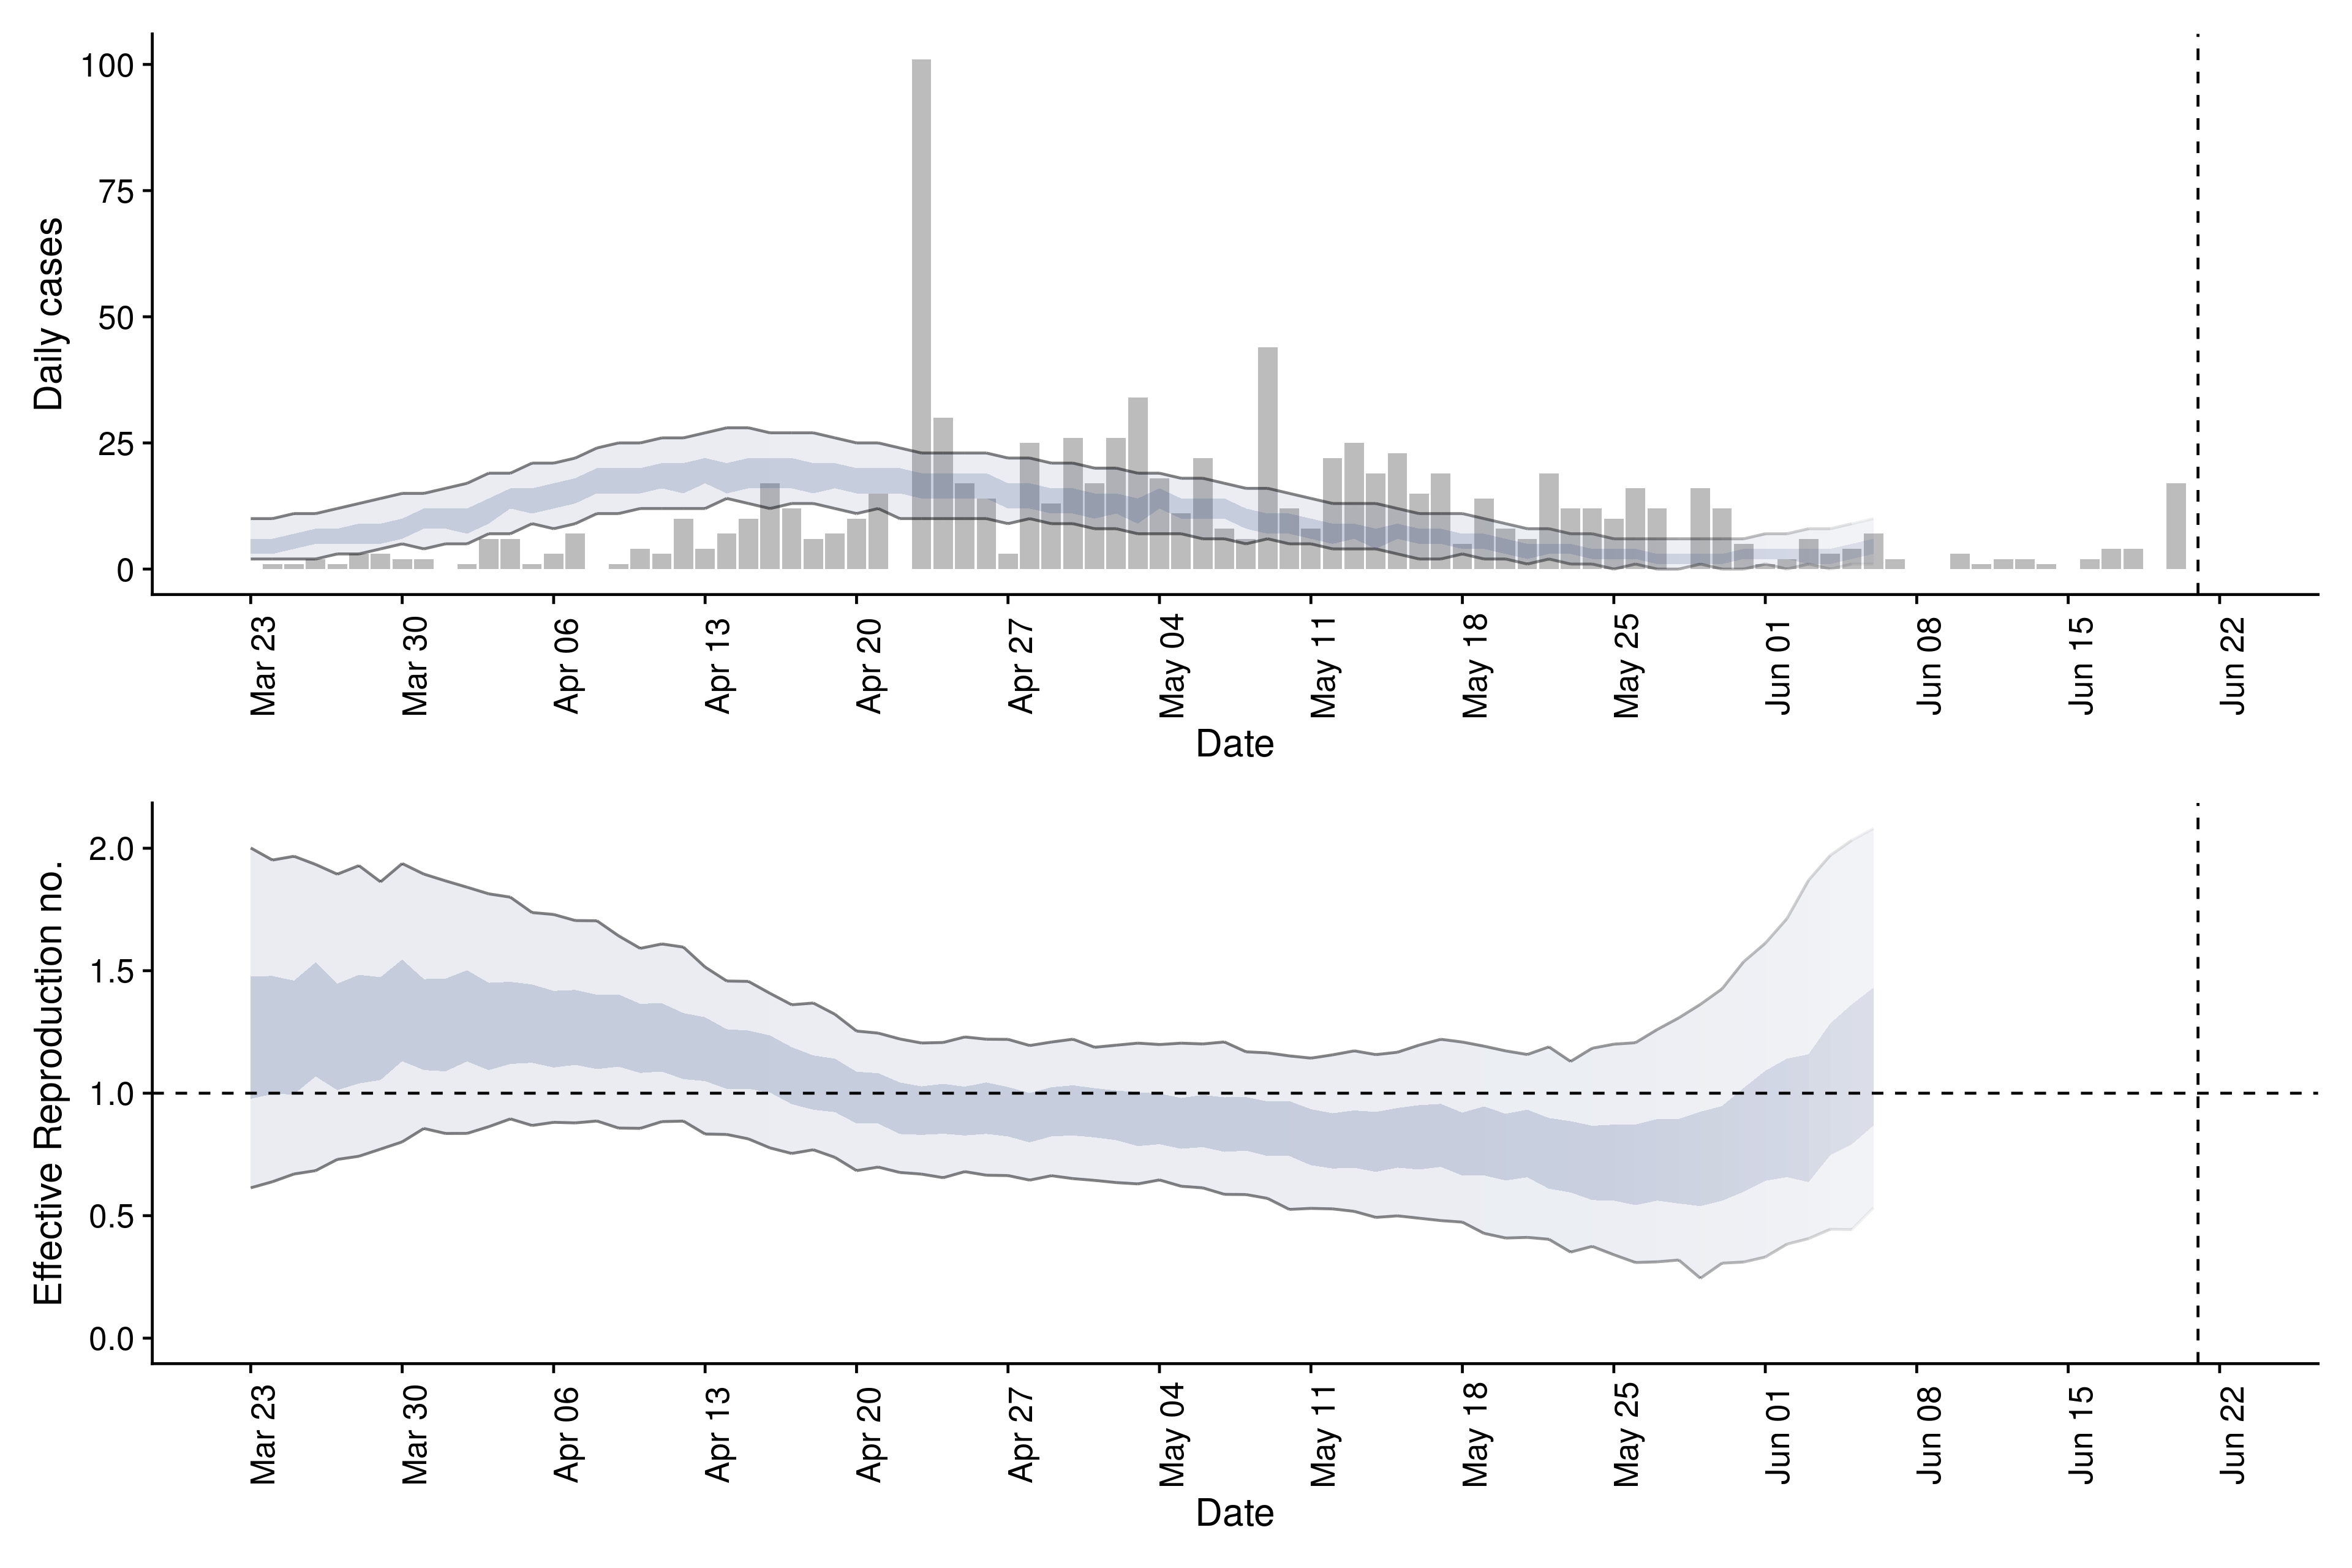 Daily cases
100
75
50
25
0
Mar 23
Mar 30
Apr 06
Apr 13
Apr 20
Apr 27
May 04
May 11
May 18
May 25
Jun 01
Jun 08
Jun 15
Jun 22
Date
Effective Reproduction no.
2.0
1.5
1.0
0.5
0.0
Mar 23
Mar 30
Apr 06
Apr 13
Apr 20
Apr 27
May 04
May 11
May 18
May 25
Jun 01
Jun 08
Jun 15
Jun 22
Date